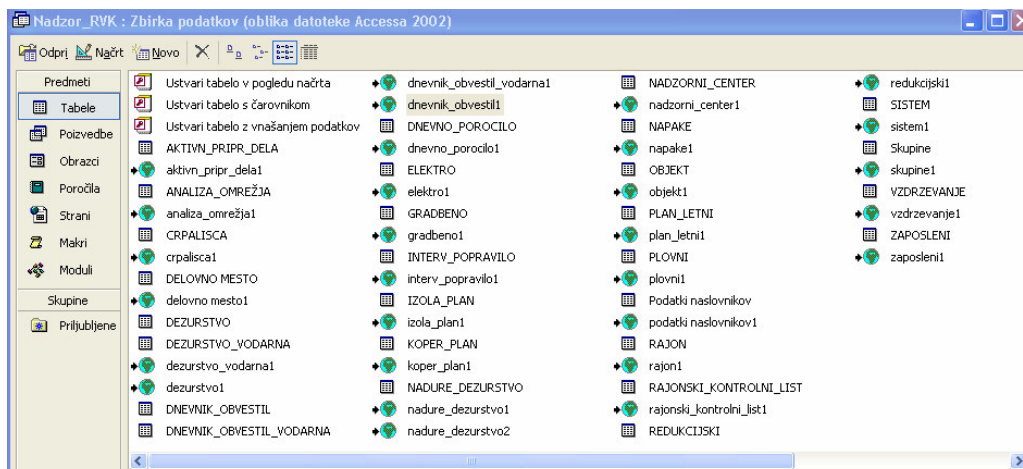 Nadzor_RVK : Zbirka podatkov (oblika datoteke Accessa 2002)
Odpri Načrt Novo
Predmeti
Tabele
Poizvedbe
Obrazci
Poročila
Strani
Makri
Moduli
Skupine
Priljubljene
Ustvari tabelo v pogledu načrta
Ustvari tabelo s čarovnikom
Ustvari tabelo z vnašanjem podatkov
AKTIVN_PRIPR_DELA
aktivn_pripr_dela1
ANALIZA_OMREŽJA
analiza_omrežja1
CRPALISCA
crpalisca1
DELOVNO MESTO
delovno mesto1
DEZURSTVO
DEZURSTVO_VODARNA
dezurstvo_vodarna1
dezurstvo1
DNEVNIK_OBVESTIL
DNEVNIK_OBVESTIL_VODARNA
dnevnik_obvestil_vodarna1
dnevnik_obvestil1
DNEVNO_POROCILO
dnevno_porocilo1
ELEKTRO
elektro1
GRADBENO
gradbeno1
INTERV_POPRAVILO
interv_popravilo1
IZOLA_PLAN
izola_plan1
KOPER_PLAN
koper_plan1
NADURE_DEZURSTVO
nadure_dezurstvo1
nadure_dezurstvo2
NADZORNI_CENTER
nadzorni_center1
NAPAKE
napake1
OBJEKT
objekt1
PLAN_LETNI
plan_letni1
PLOVNI
plovni1
Podatki naslovnikov
podatki naslovnikov1
RAJON
rajon1
RAJONSKI_KONTROLNI_LIST
rajonski_kontrolni_list1
REDUKCIJSKI
redukcijski1
SISTEM
sistem1
Skupine
skupine1
VZDRZEVANJE
vzdrzevanje1
ZAPOSLENI
zaposleni1